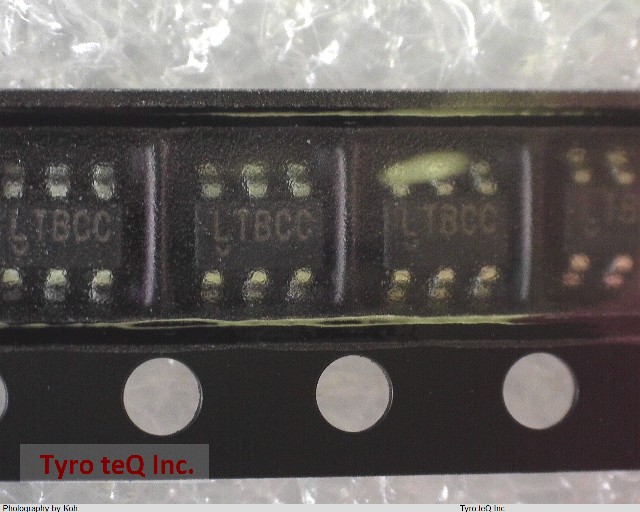 LTBCC LTBCC LTBCC
Tyro teQ Inc.
Photography by Koh Tyro teQ Inc